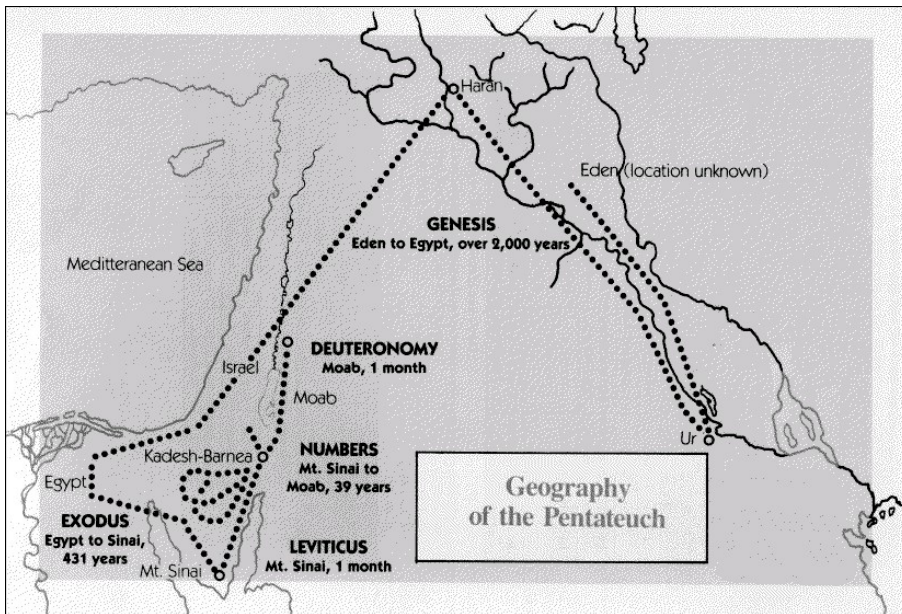 Haran
Eden (location unknown)
GENESIS
Eden to Egypt, over 2,000 years
Meditteranean Sea
DEUTERONOMY
Moab, 1 month
Israel
Moab
Ur
Kadesh-Barnea
NUMBERS
Mt. Sinai to
Moab, 39 years
Egypt
Geography
of the Pentateuch
EXODUS
Egypt to Sinai,
431 years
LEVITICUS
Mt. Sinai, 1 month
Mt. Sinai